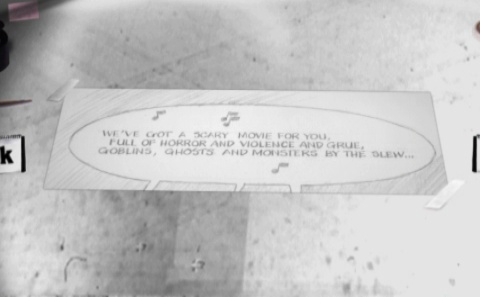 WE'VE GOT A SCARY MOVIE FOR YOU,
FULL OF HORROR AND VIOLENCE AND GRUE,
GOBLINS, GHOSTS AND MONSTERS BY THE SLEW...
k